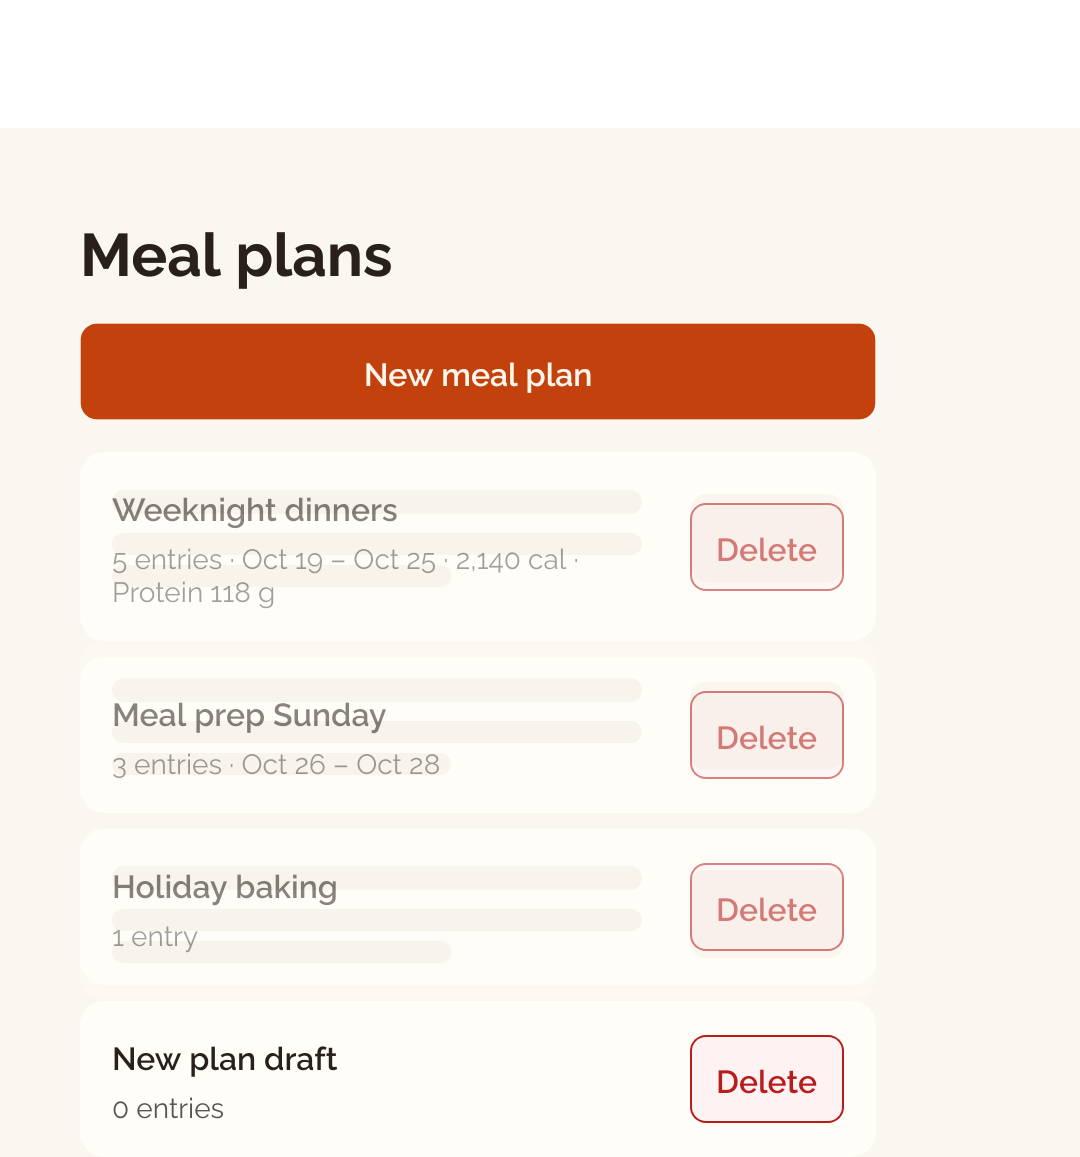 Meal plans
New meal plan
Weeknight dinners
5 entries · Oct 19 – Oct 25 · 2,140 cal ·
Protein 118 g
Delete
Meal prep Sunday
3 entries · Oct 26 – Oct 28
Delete
Holiday baking
1 entry
Delete
New plan draft
0 entries
Delete